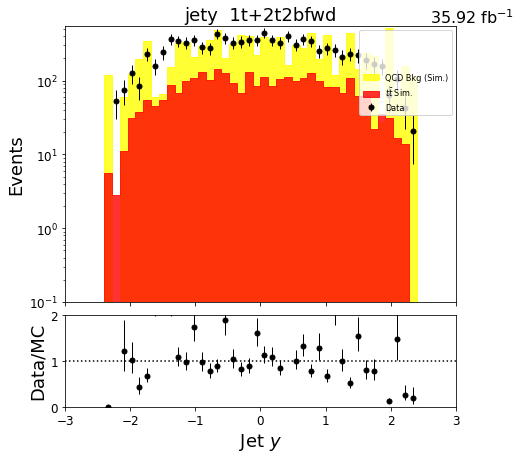 jety 1t+2t2bfwd
35.92 fb⁻¹
QCD Bkg (Sim.)
tt̄ Sim.
Data
Events
10²
10¹
10⁰
10⁻¹
Data/MC
2
1
0
−3 −2 −1 0 1 2 3
Jet y